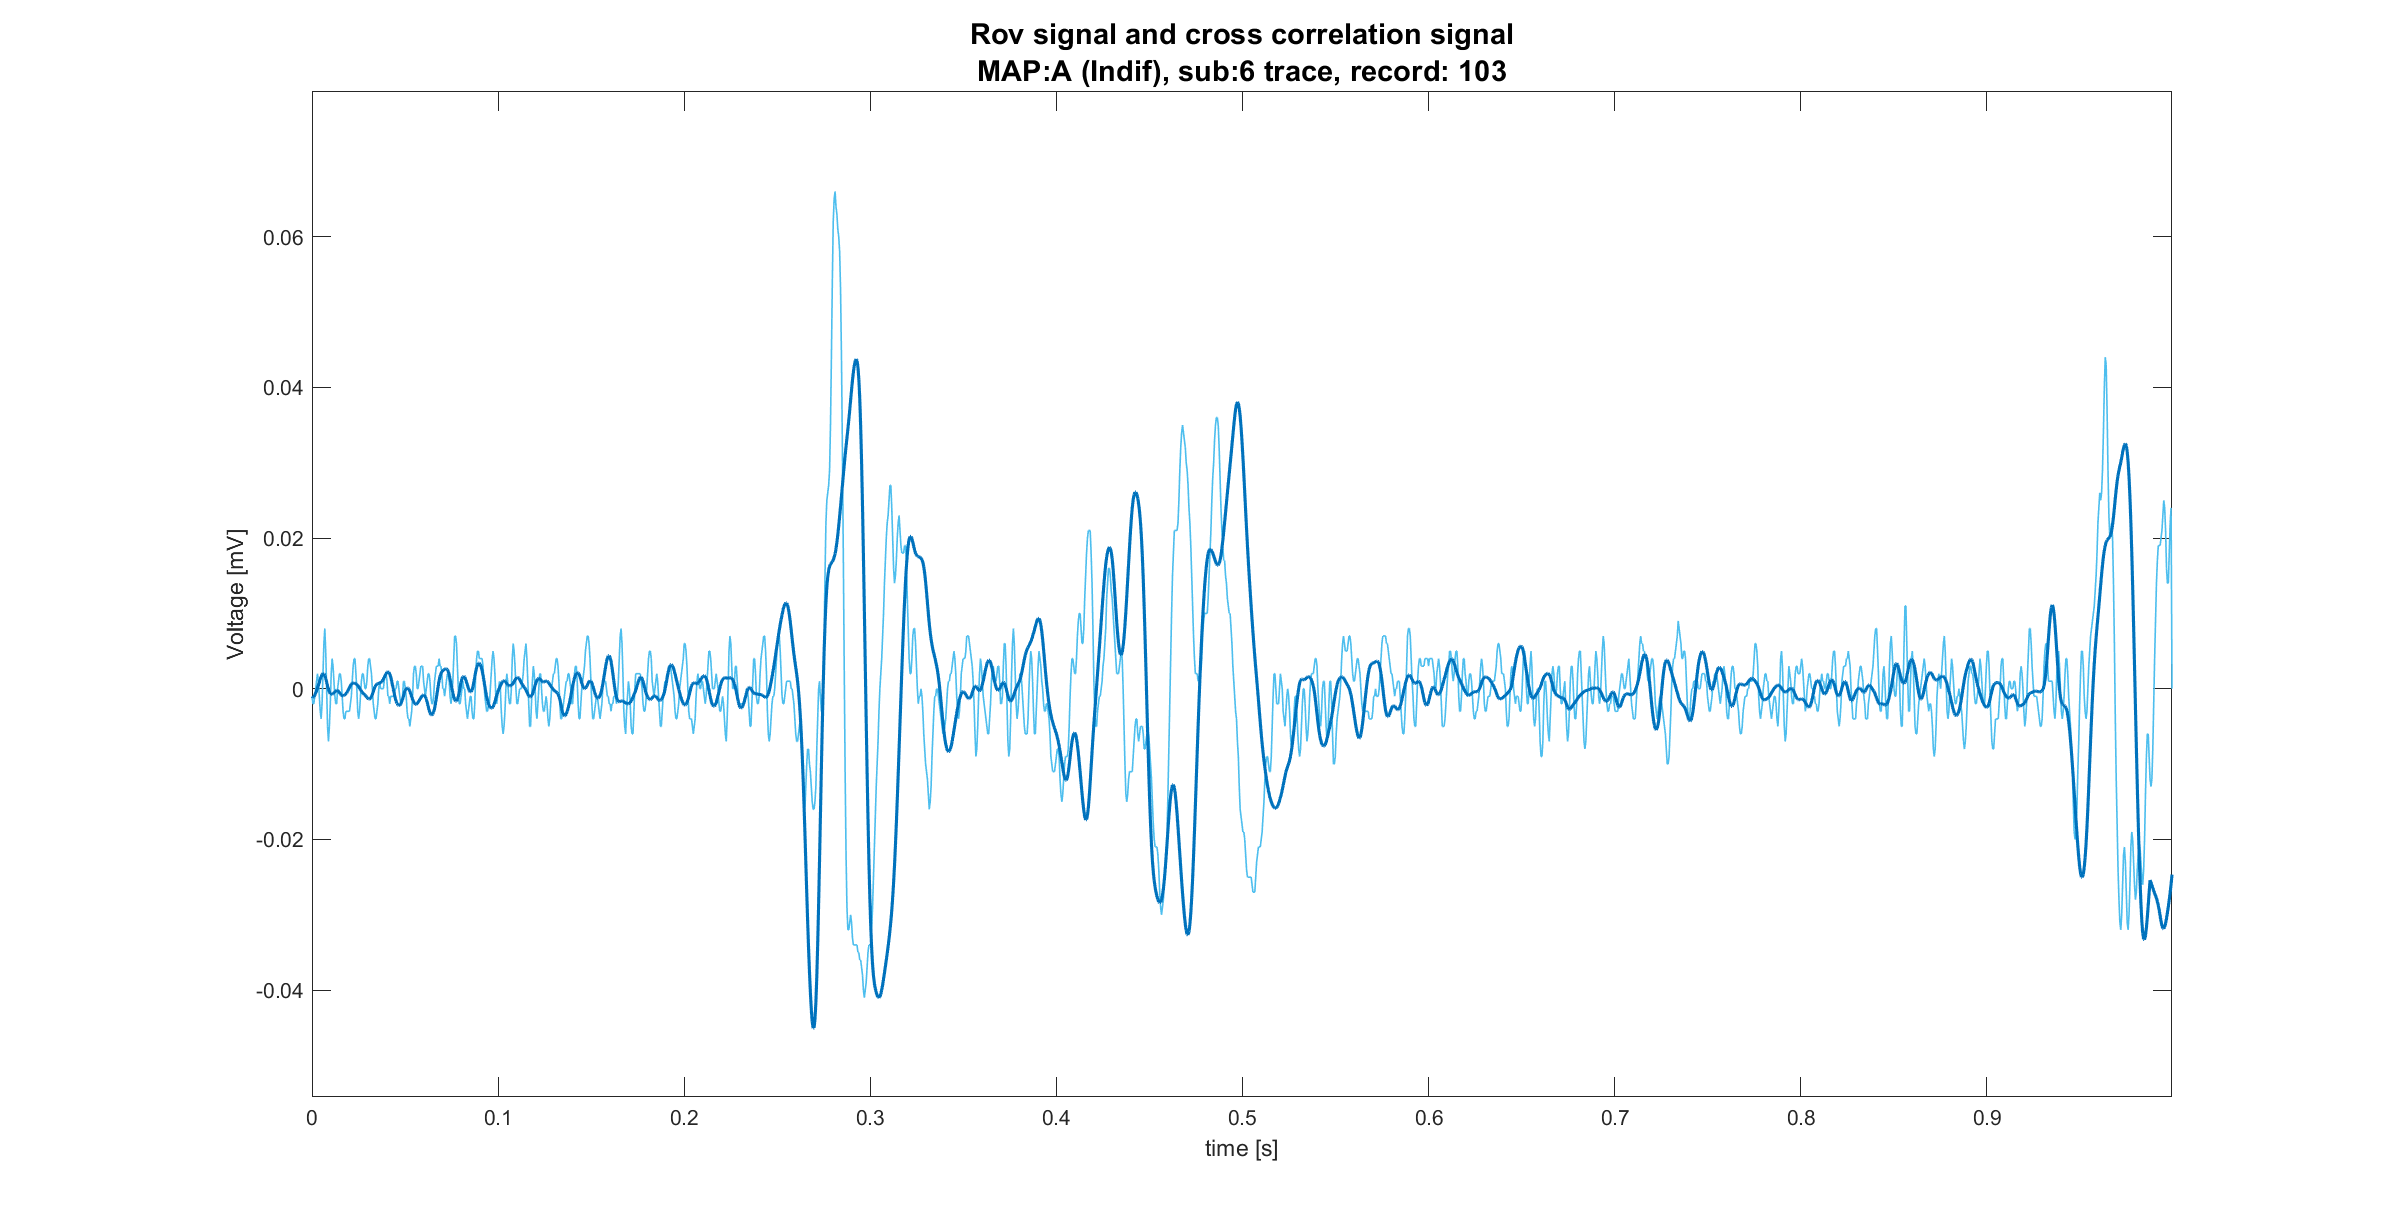 Rov signal and cross correlation signal
MAP:A (Indif), sub:6 trace, record: 103
Voltage [mV]
0.06
0.04
0.02
0
-0.02
-0.04
0 0.1 0.2 0.3 0.4 0.5 0.6 0.7 0.8 0.9
time [s]